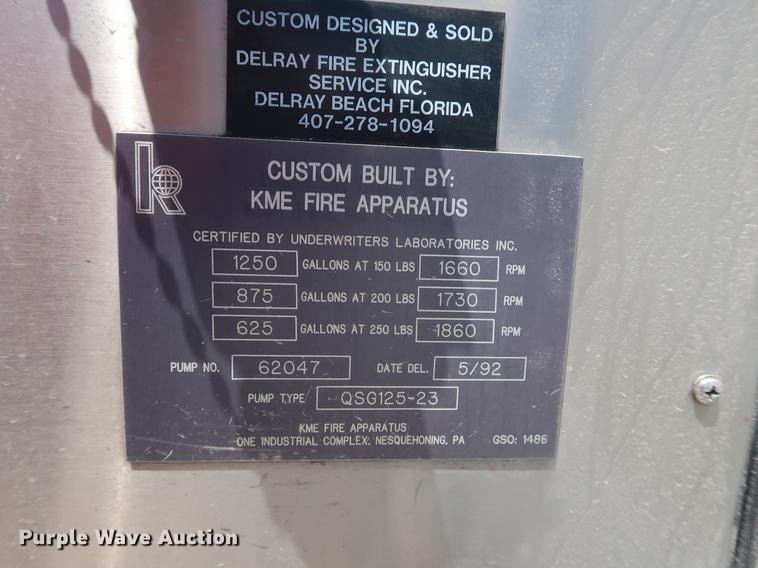 CUSTOM DESIGNED & SOLD
BY
DELRAY FIRE EXTINGUISHER
SERVICE INC.
DELRAY BEACH FLORIDA
407-278-1094
k
CUSTOM BUILT BY:
KME FIRE APPARATUS
CERTIFIED BY UNDERWRITERS LABORATORIES INC.
1250 GALLONS AT 150 LBS 1660 RPM
875 GALLONS AT 200 LBS 1730 RPM
625 GALLONS AT 250 LBS 1860 RPM
PUMP NO. 62047 DATE DEL. 5/92
PUMP TYPE QSG125-23
KME FIRE APPARATUS
ONE INDUSTRIAL COMPLEX, NESQUEHONING, PA GSO: 1486
Purple Wave Auction